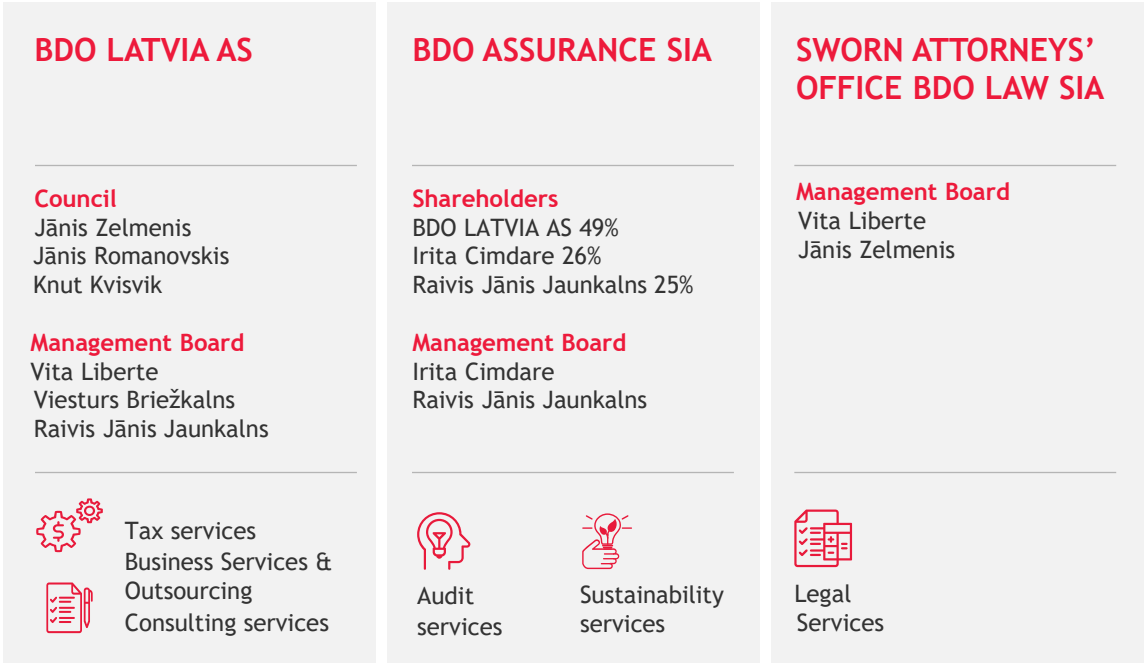 BDO LATVIA AS
Council
Jānis Zelmenis
Jānis Romanovskis
Knut Kvisvik
Management Board
Vita Liberte
Viesturs Briežkalns
Raivis Jānis Jaunkalns
Tax services
Business Services &
Outsourcing
Consulting services
BDO ASSURANCE SIA
Shareholders
BDO LATVIA AS 49%
Irita Cimdare 26%
Raivis Jānis Jaunkalns 25%
Management Board
Irita Cimdare
Raivis Jānis Jaunkalns
Audit
services
Sustainability
services
SWORN ATTORNEYS’
OFFICE BDO LAW SIA
Management Board
Vita Liberte
Jānis Zelmenis
Legal
Services